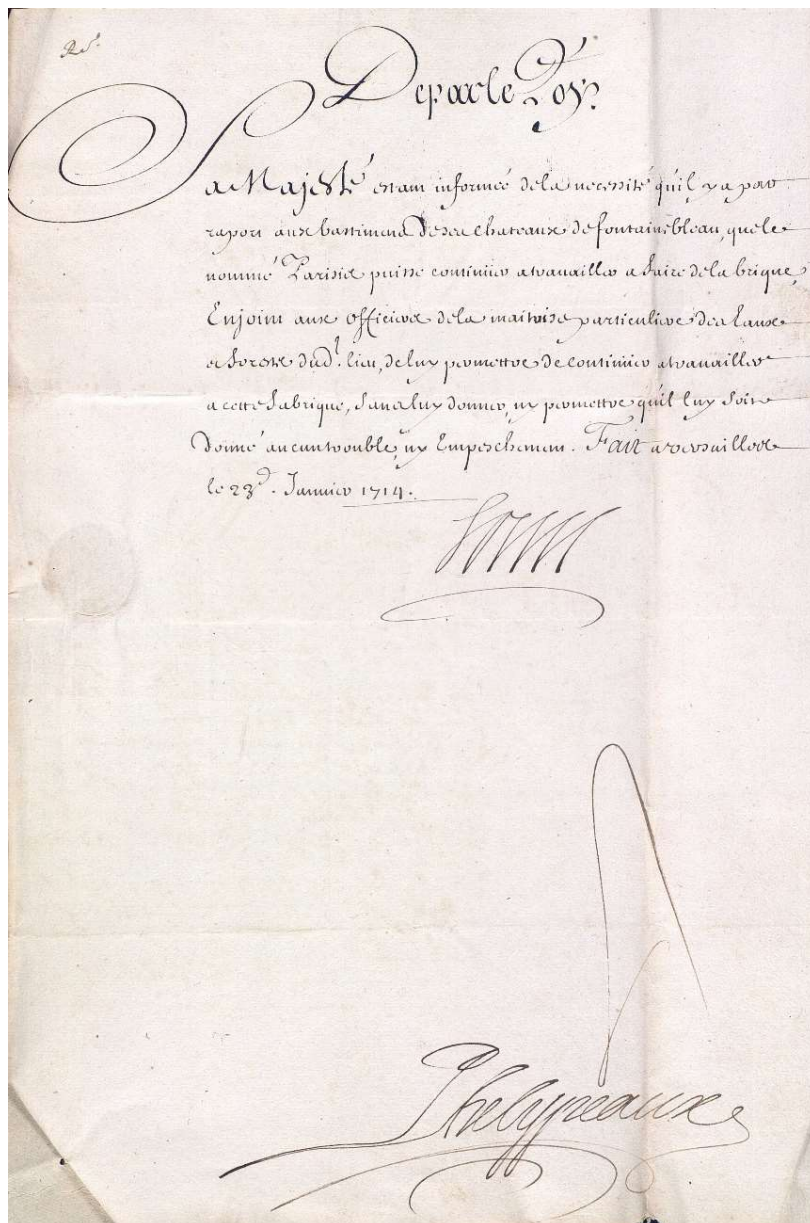 De par le Roy.
Sa Majesté estant informée de la necessité qu'il y a par
raport aux bastimens de ses chateaux de fontainebleau, que le
nommé Parisis puisse continuer a travailler a faire de la brique,
Enjoint aux Officiers de la maitrise particuliere des Eaux
et forests dud.t lieu, de luy permettre de continuer a travailler
a cette fabrique, sans luy donner, ny permettre qu'il luy soit
donné aucun trouble, ny Empeschement. Fait a Versailles
le 23.e Janvier 1714.
Louis
Phelypeaux